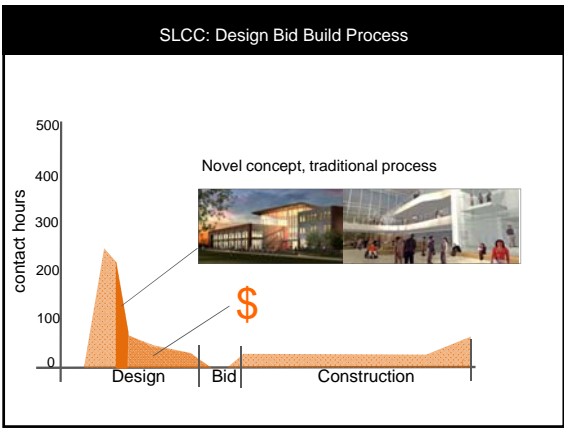 SLCC: Design Bid Build Process
500
400
300
200
100
0
contact hours
Novel concept, traditional process
$
Design
Bid
Construction